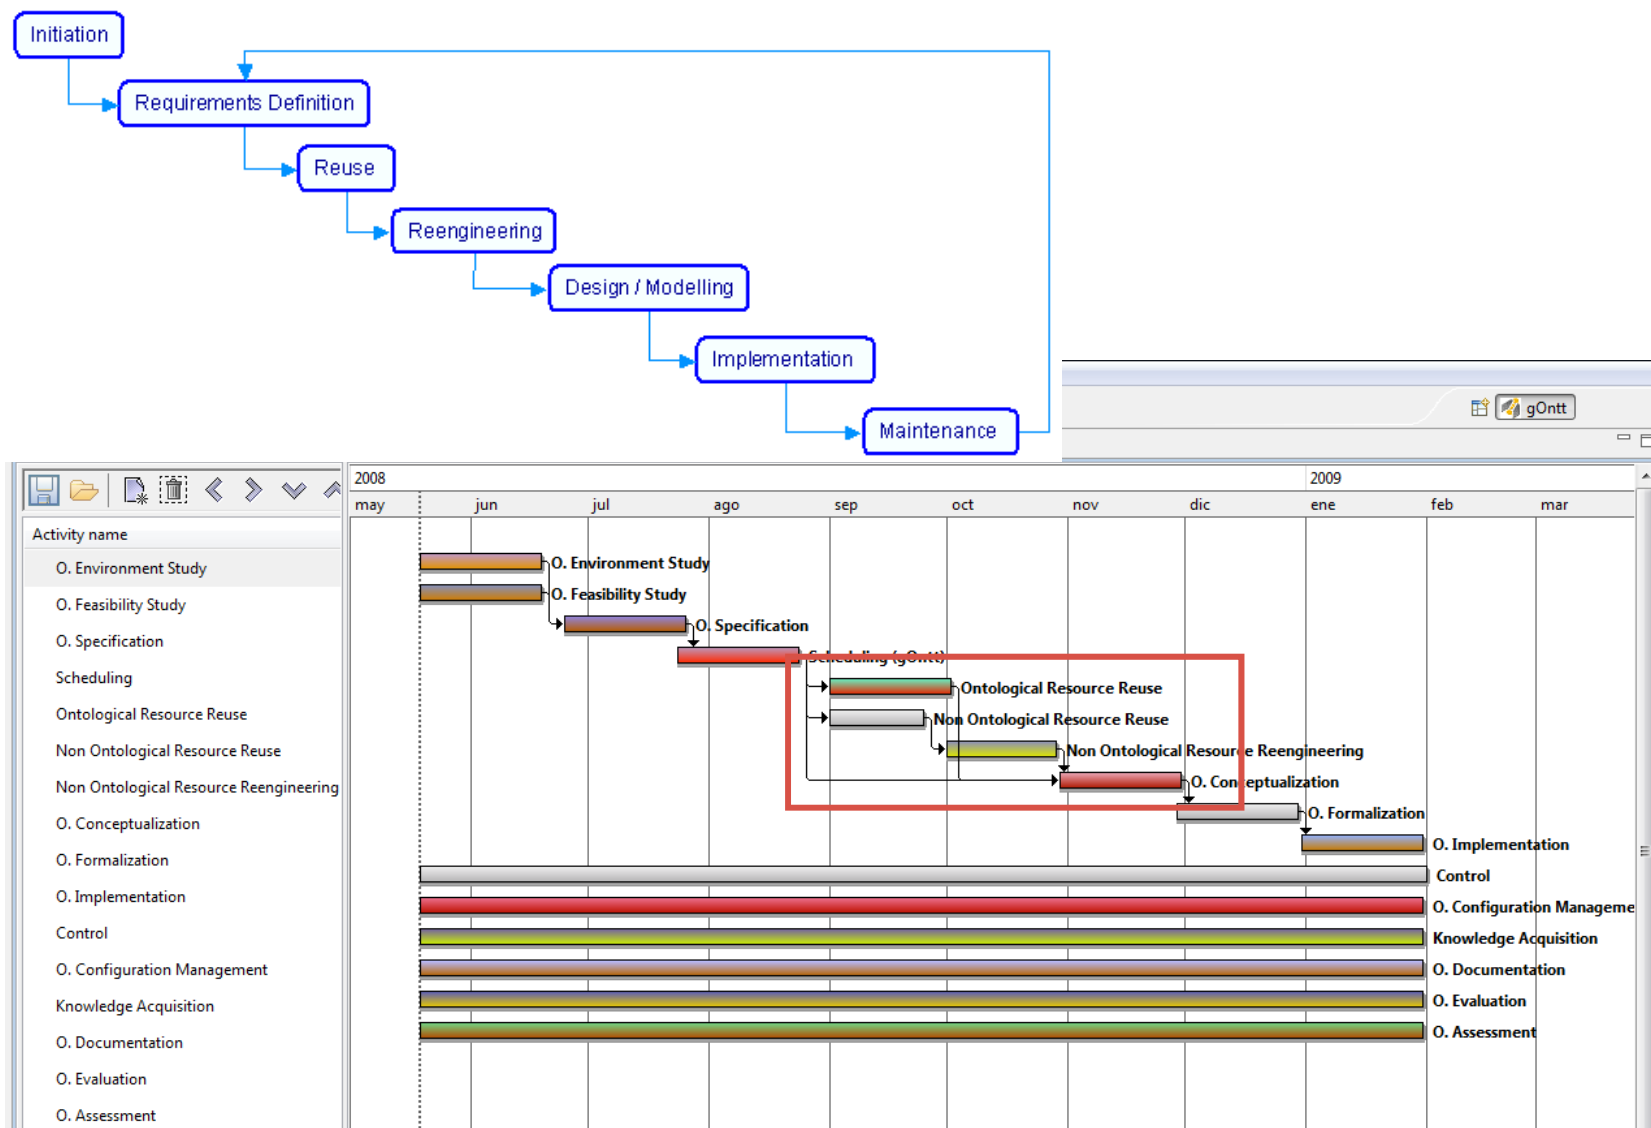 Initiation
Requirements Definition
Reuse
Reengineering
Design / Modelling
Implementation
Maintenance
gOntt
2008
2009
may
jun
jul
ago
sep
oct
nov
dic
ene
feb
mar
Activity name
O. Environment Study
O. Feasibility Study
O. Specification
Scheduling
Ontological Resource Reuse
Non Ontological Resource Reuse
Non Ontological Resource Reengineering
O. Conceptualization
O. Formalization
O. Implementation
Control
O. Configuration Management
Knowledge Acquisition
O. Documentation
O. Evaluation
O. Assessment
O. Environment Study
O. Feasibility Study
O. Specification
Scheduling (gOntt)
Ontological Resource Reuse
Non Ontological Resource Reuse
Non Ontological Resource Reengineering
O. Conceptualization
O. Formalization
O. Implementation
Control
O. Configuration Manageme
Knowledge Acquisition
O. Documentation
O. Evaluation
O. Assessment